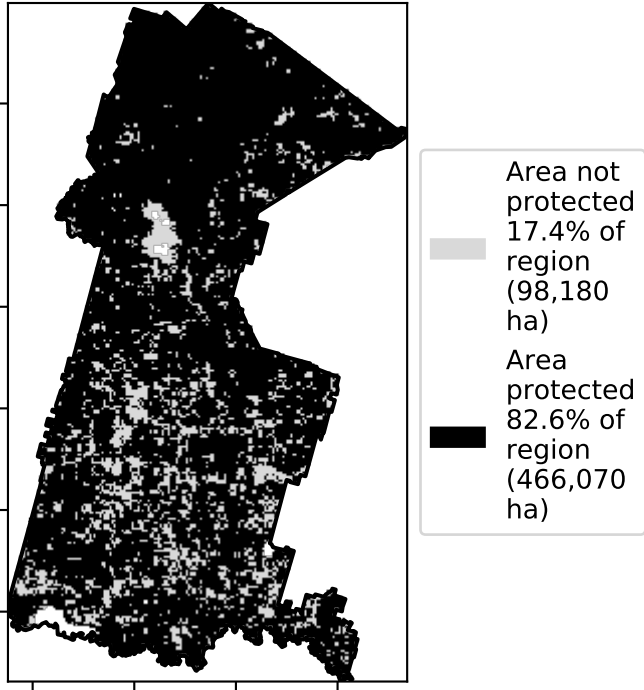 Area not
protected
17.4% of
region
(98,180
ha)
Area
protected
82.6% of
region
(466,070
ha)